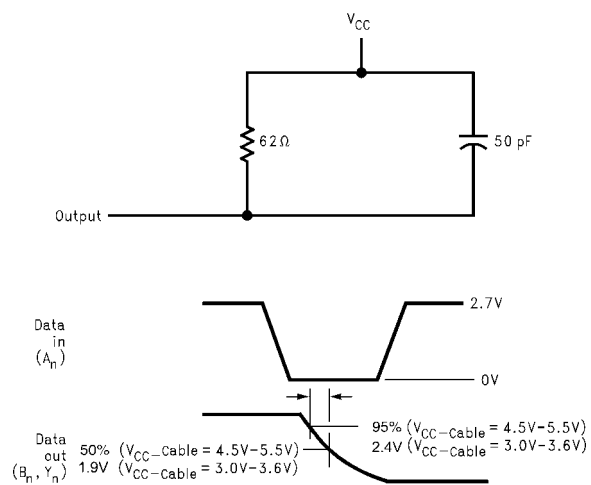 VCC
62Ω
50 pF
Output
2.7V
Data
in
(An)
0V
95% (VCC–Cable = 4.5V–5.5V)
2.4V (VCC–Cable = 3.0V–3.6V)
Data
out
(Bn, Yn)
50% (VCC–Cable = 4.5V–5.5V)
1.9V (VCC–Cable = 3.0V–3.6V)